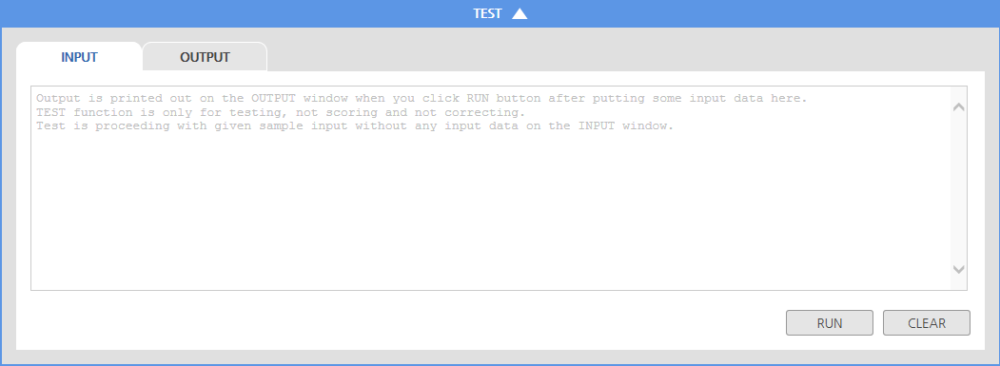 TEST
INPUT
OUTPUT
Output is printed out on the OUTPUT window when you click RUN button after putting some input data here.
TEST function is only for testing, not scoring and not correcting.
Test is proceeding with given sample input without any input data on the INPUT window.
RUN
CLEAR